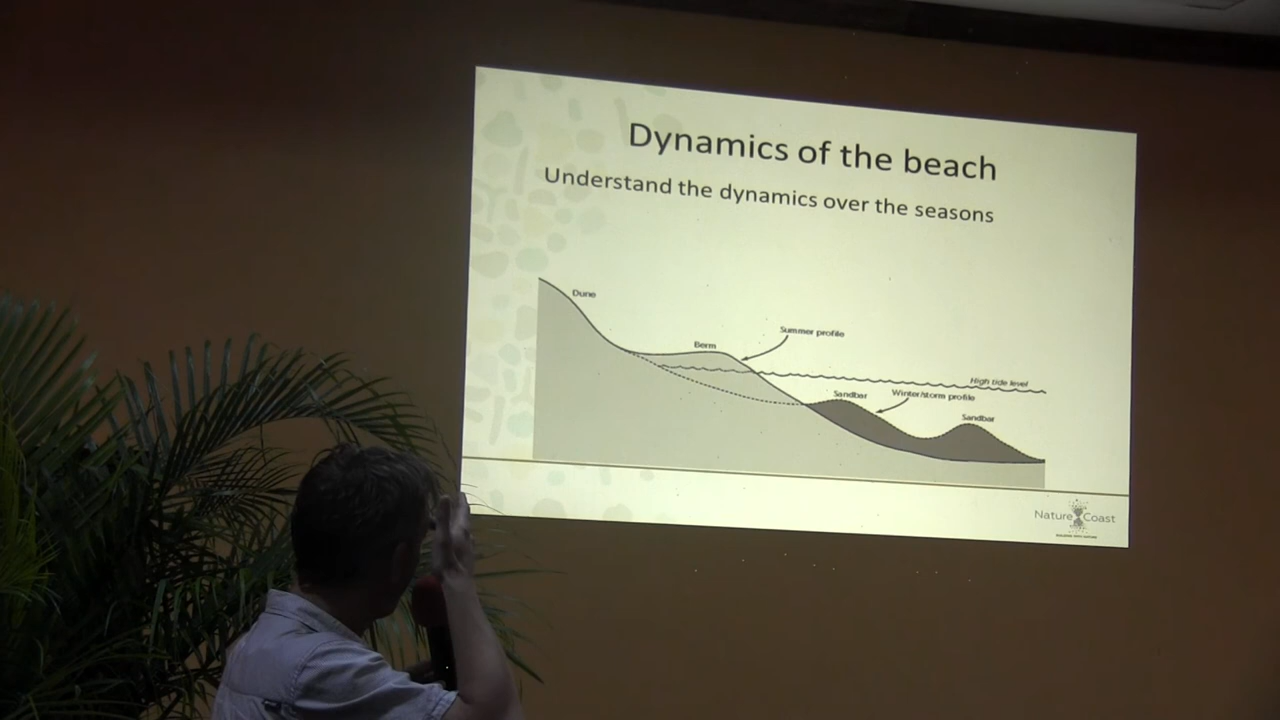 Dynamics of the beach
Understand the dynamics over the seasons
Dune
Summer profile
Berm
High tide level
Sandbar
Winter/storm profile
Sandbar
Nature Coast